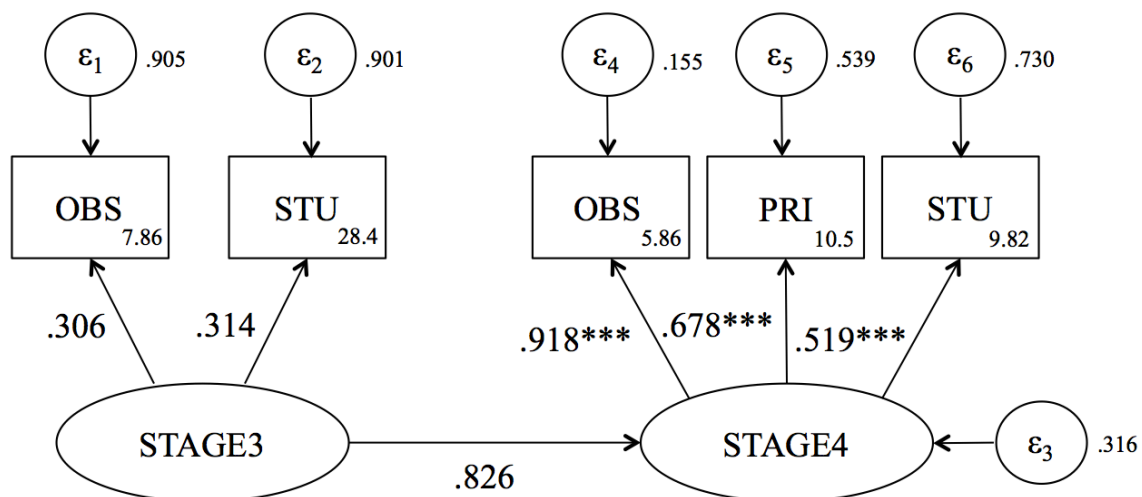 ε1 .905
ε2 .901
ε4 .155
ε5 .539
ε6 .730
OBS
7.86
STU
28.4
OBS
5.86
PRI
10.5
STU
9.82
.306
.314
.918***
.678***
.519***
STAGE3
.826
STAGE4
ε3 .316